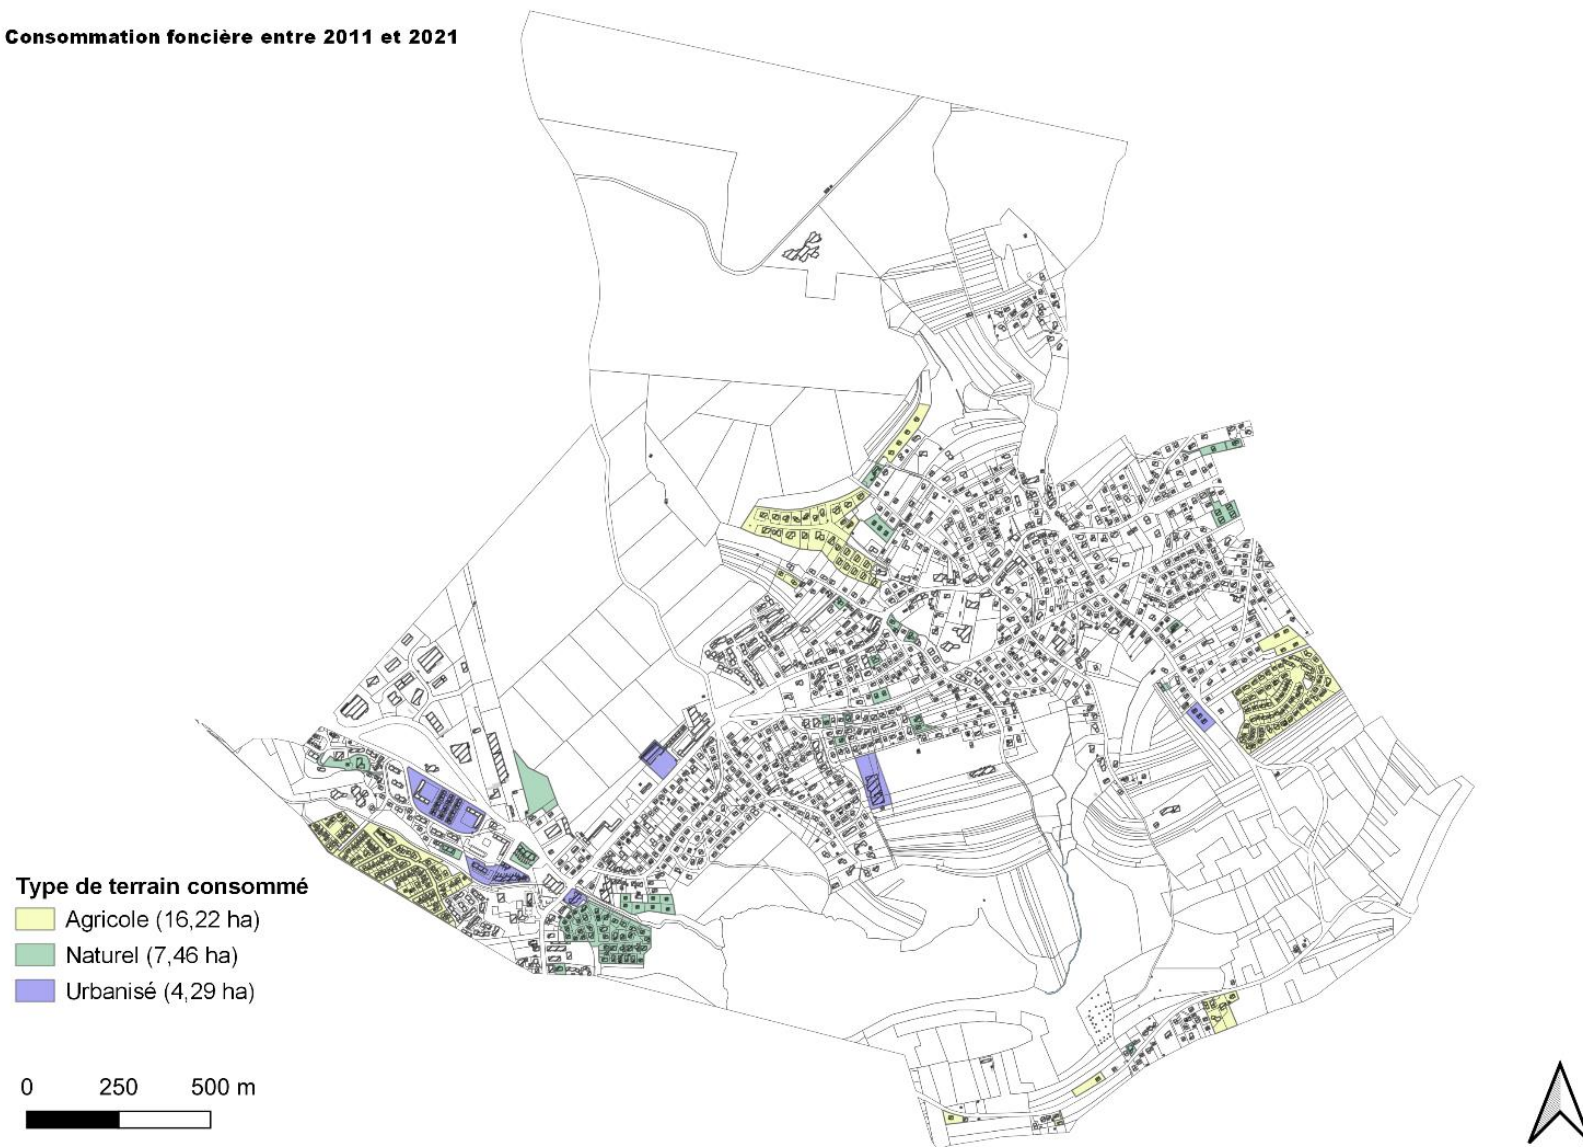 Consommation foncière entre 2011 et 2021
Type de terrain consommé
Agricole (16,22 ha)
Naturel (7,46 ha)
Urbanisé (4,29 ha)
0 250 500 m